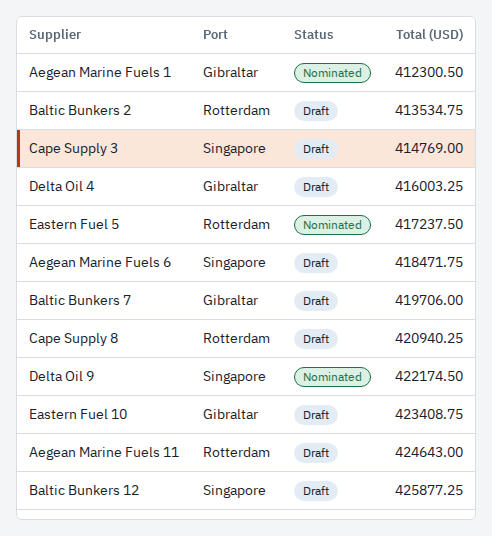 Supplier Port Status Total (USD)
Aegean Marine Fuels 1 Gibraltar Nominated 412300.50
Baltic Bunkers 2 Rotterdam Draft 413534.75
Cape Supply 3 Singapore Draft 414769.00
Delta Oil 4 Gibraltar Draft 416003.25
Eastern Fuel 5 Rotterdam Nominated 417237.50
Aegean Marine Fuels 6 Singapore Draft 418471.75
Baltic Bunkers 7 Gibraltar Draft 419706.00
Cape Supply 8 Rotterdam Draft 420940.25
Delta Oil 9 Singapore Nominated 422174.50
Eastern Fuel 10 Gibraltar Draft 423408.75
Aegean Marine Fuels 11 Rotterdam Draft 424643.00
Baltic Bunkers 12 Singapore Draft 425877.25